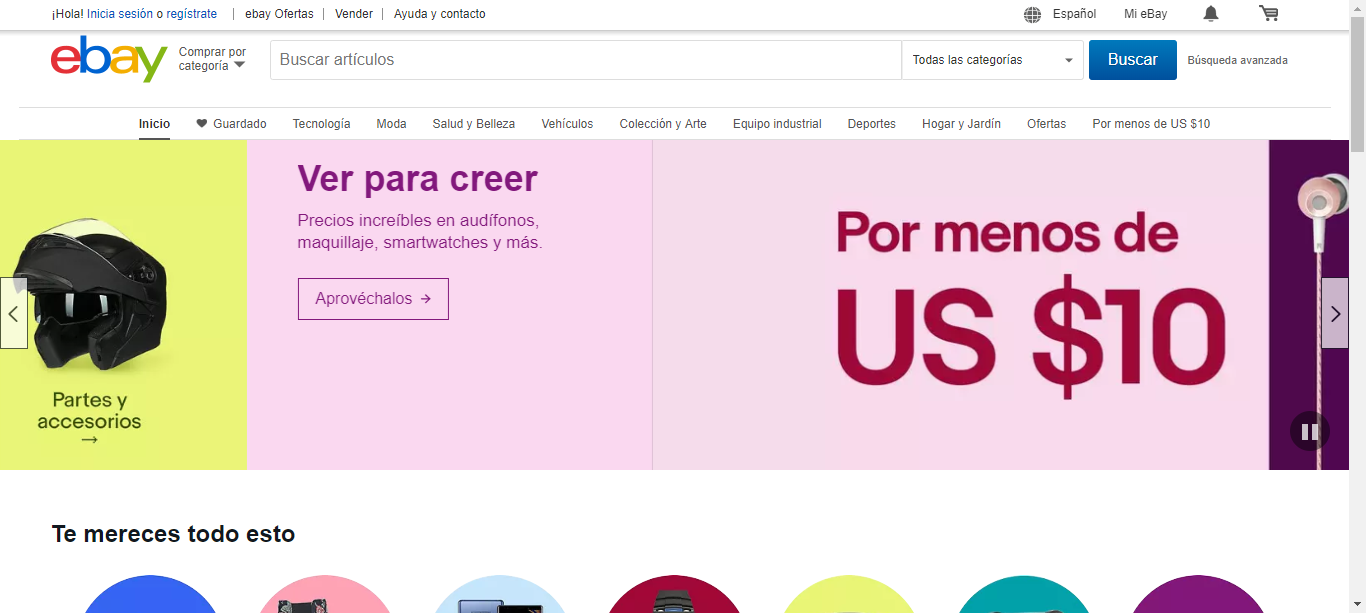 ¡Hola! Inicia sesión o regístrate | ebay Ofertas | Vender | Ayuda y contacto
Español Mi eBay
ebay
Comprar por
categoría
Buscar artículos
Todas las categorías
Buscar
Búsqueda avanzada
Inicio Guardado Tecnología Moda Salud y Belleza Vehículos Colección y Arte Equipo industrial Deportes Hogar y Jardín Ofertas Por menos de US $10
Partes y
accesorios
→
Ver para creer
Precios increíbles en audífonos,
maquillaje, smartwatches y más.
Aprovéchalos →
Por menos de
US $10
Te mereces todo esto